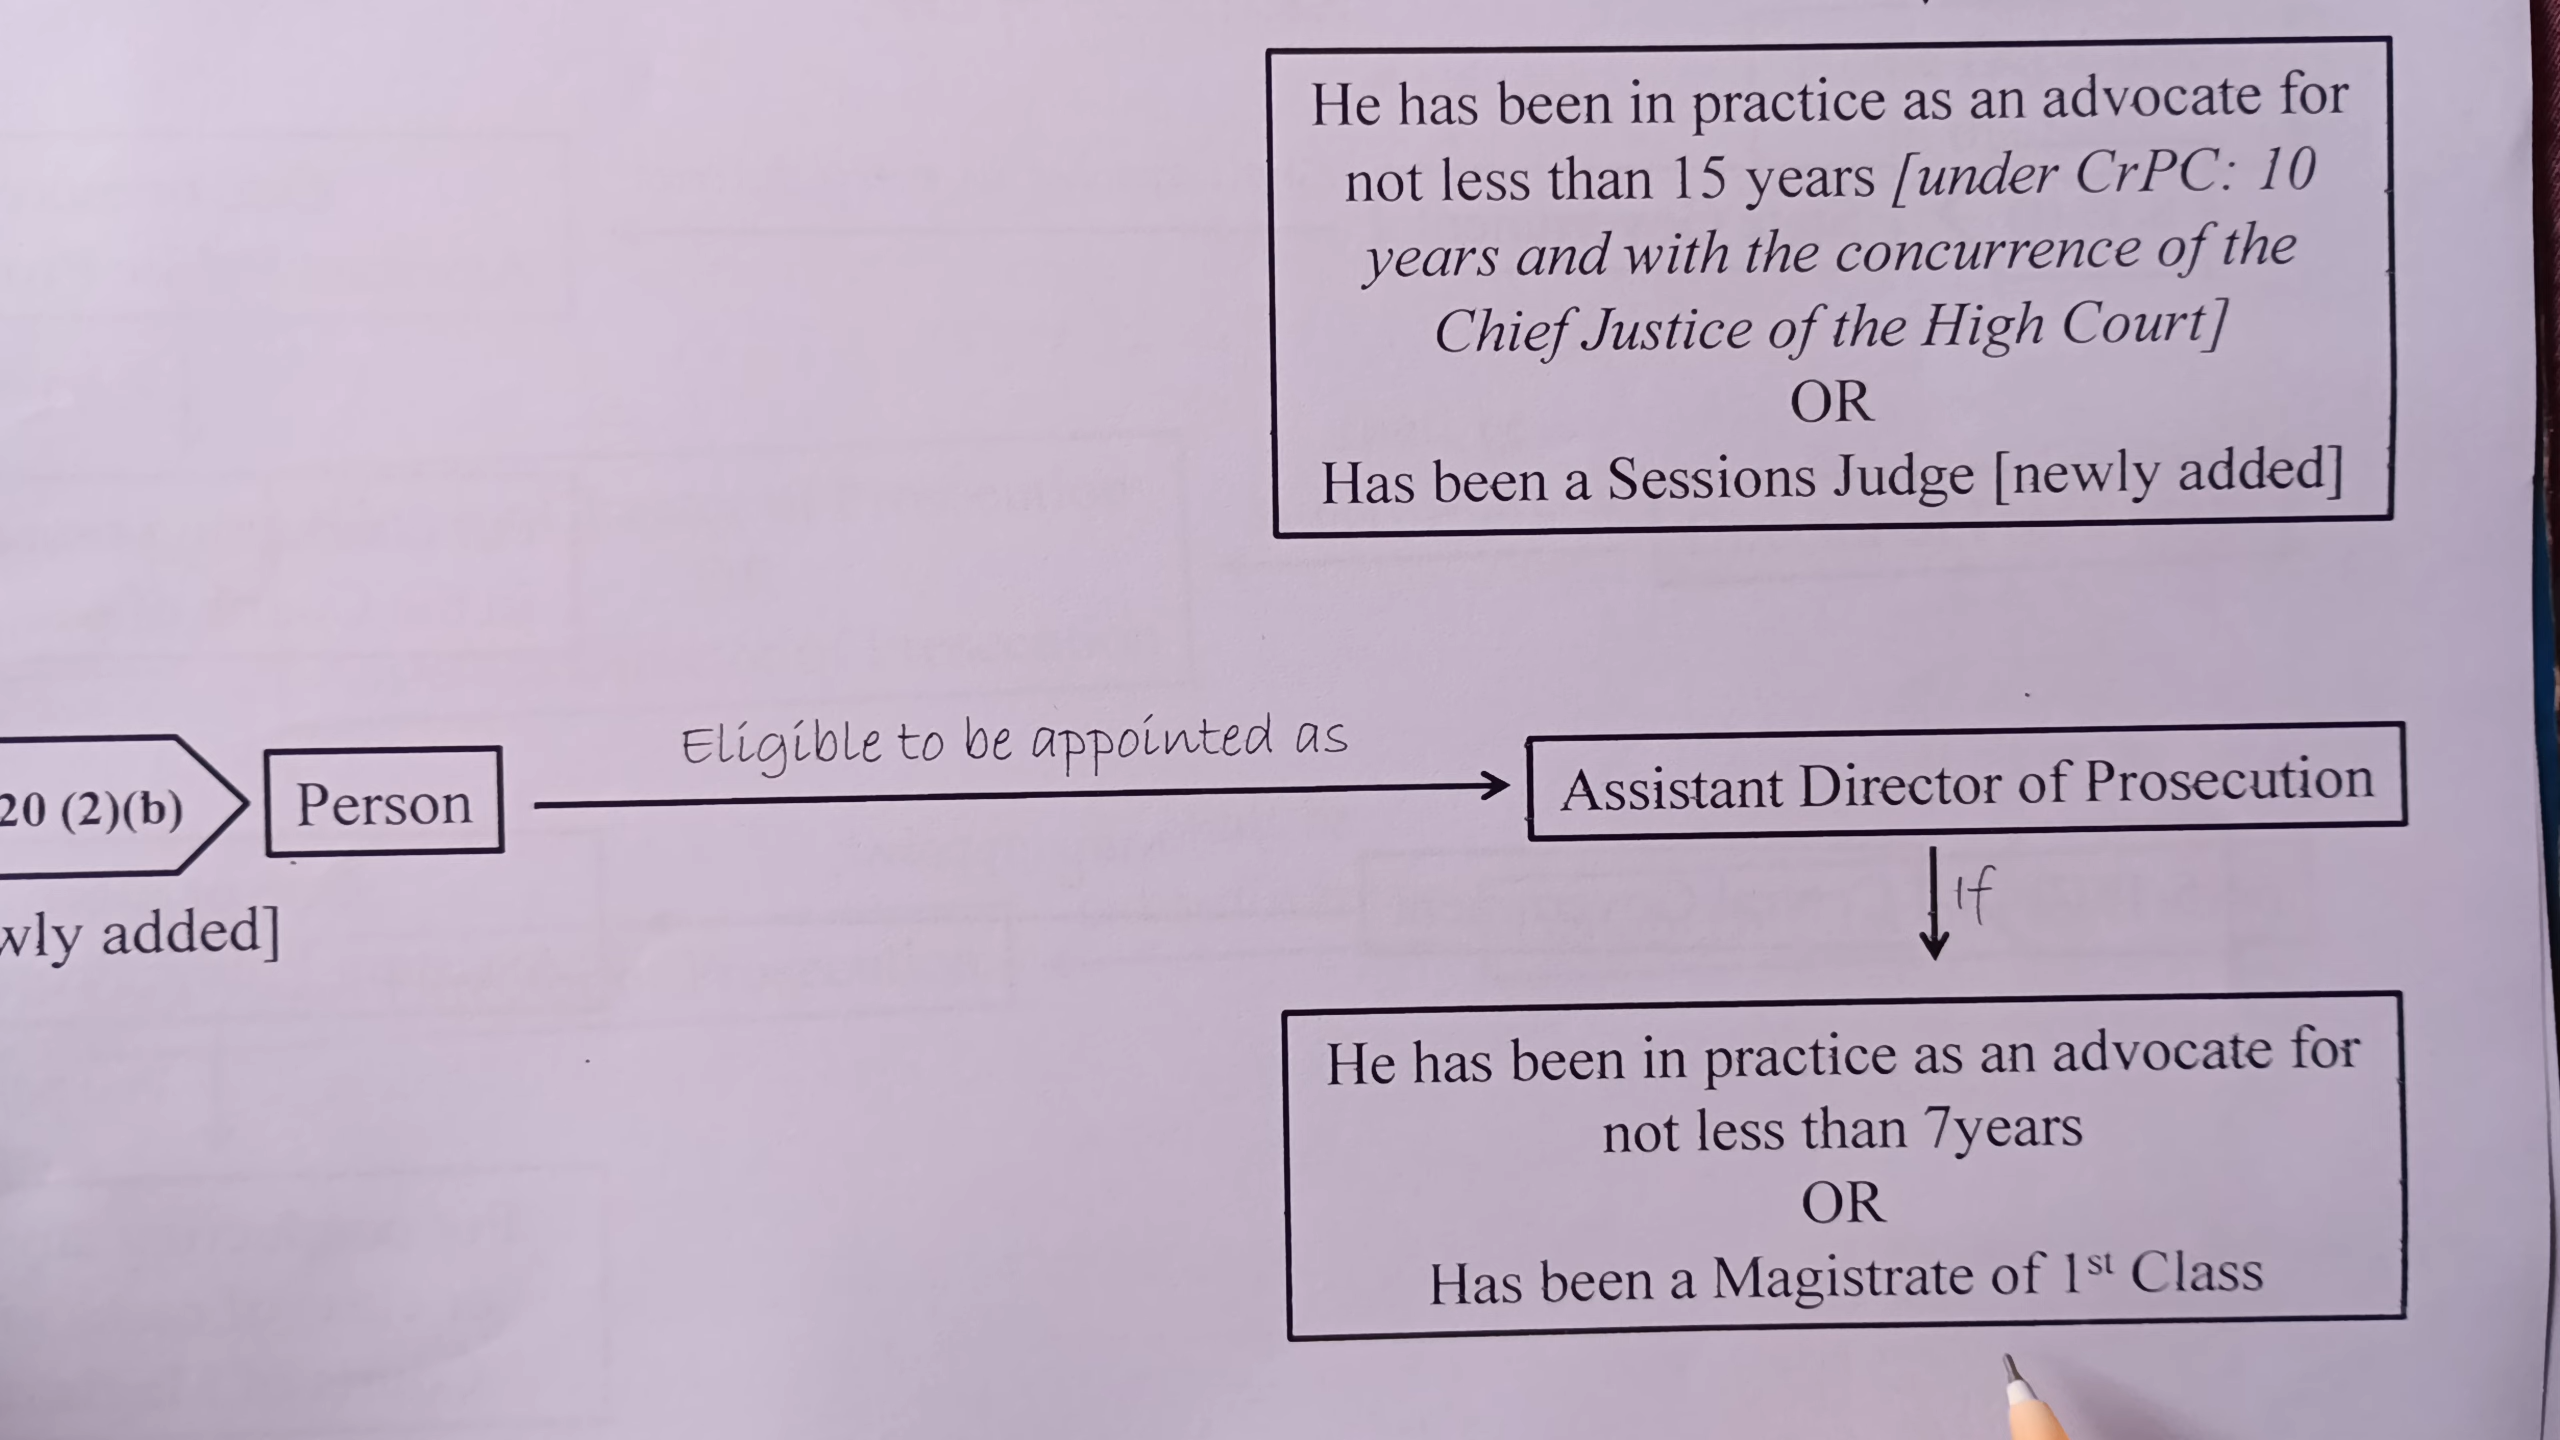 He has been in practice as an advocate for
not less than 15 years [under CrPC: 10
years and with the concurrence of the
Chief Justice of the High Court]
OR
Has been a Sessions Judge [newly added]
20 (2)(b)
Person
Eligible to be appointed as
Assistant Director of Prosecution
If
wly added]
He has been in practice as an advocate for
not less than 7years
OR
Has been a Magistrate of 1st Class